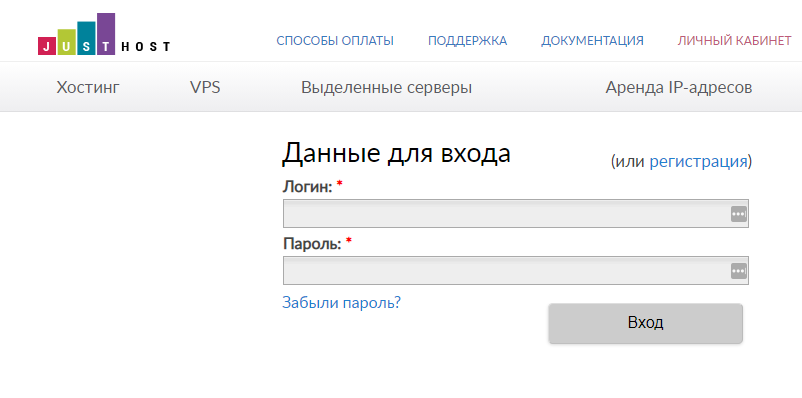 JUST HOST
СПОСОБЫ ОПЛАТЫ ПОДДЕРЖКА ДОКУМЕНТАЦИЯ ЛИЧНЫЙ КАБИНЕТ
Хостинг VPS Выделенные серверы Аренда IP-адресов
Данные для входа (или регистрация)
Логин: *
Пароль: *
Забыли пароль?
Вход